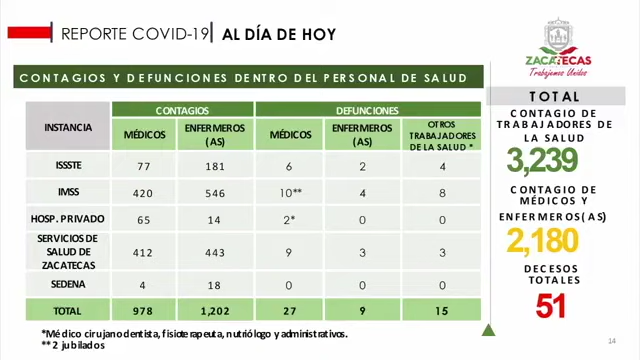 REPORTE COVID-19 AL DÍA DE HOY
ZACATECAS
Trabajemos Unidos
CONTAGIOS Y DEFUNCIONES DENTRO DEL PERSONAL DE SALUD
INSTANCIA CONTAGIOS DEFUNCIONES
MÉDICOS ENFERMEROS (AS) MÉDICOS ENFERMEROS (AS) OTROS TRABAJADORES DE LA SALUD *
ISSSTE 77 181 6 2 4
IMSS 420 546 10** 4 8
HOSP. PRIVADO 65 14 2* 0 0
SERVICIOS DE SALUD DE ZACATECAS 412 443 9 3 3
SEDENA 4 18 0 0 0
TOTAL 978 1,202 27 9 15
*Médico cirujano dentista, fisioterapeuta, nutriólogo y administrativos.
**2 jubilados
TOTAL
CONTAGIO DE
TRABAJADORES DE
LA SALUD
3,239
CONTAGIO DE
MÉDICOS Y
ENFERMEROS(AS)
2,180
DECESOS
TOTALES
51
14